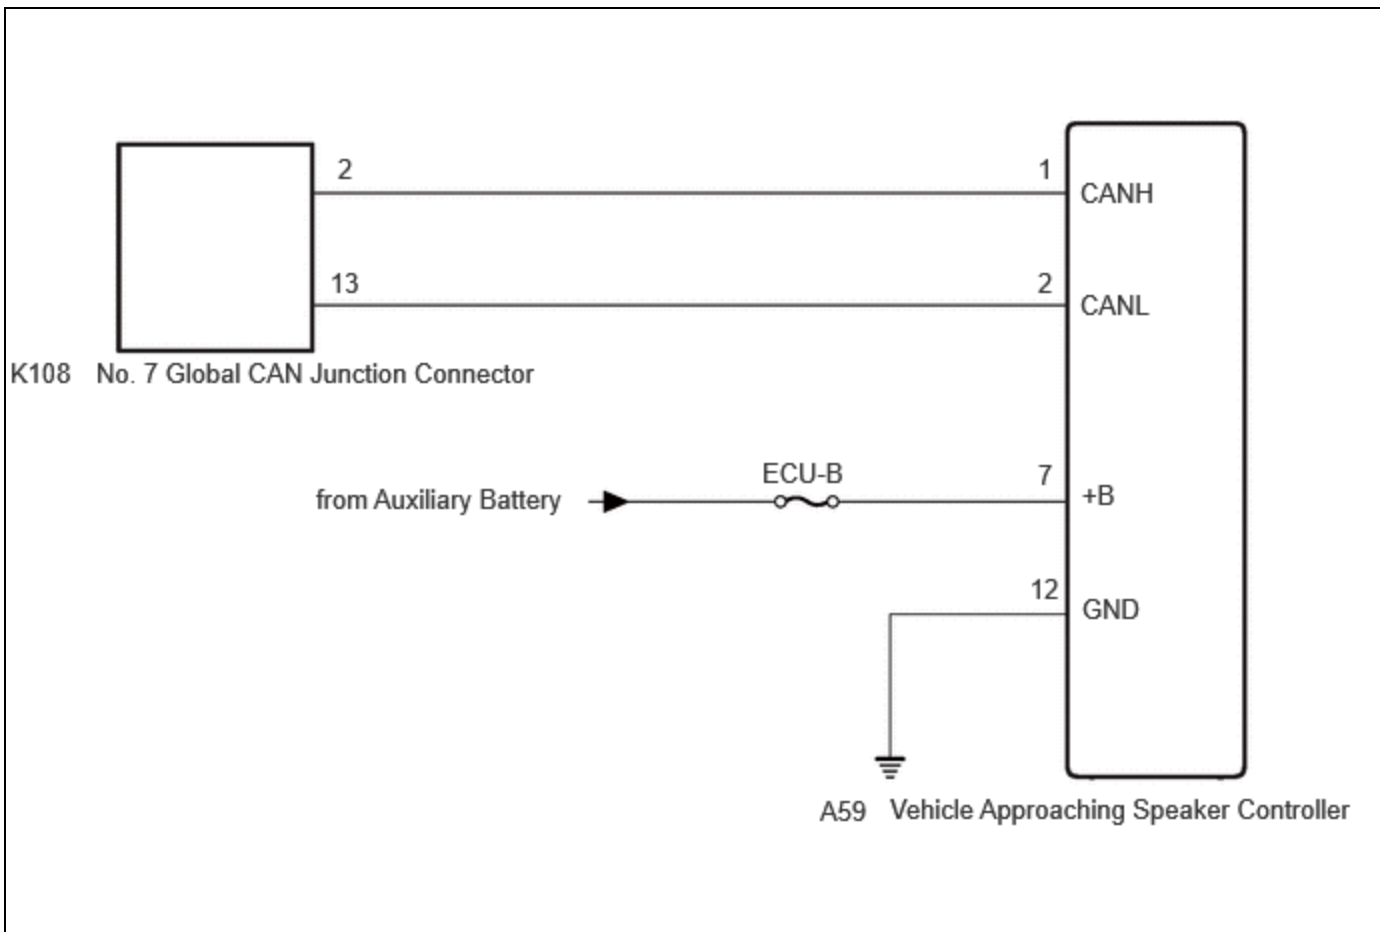 2 1
CANH
13 2
CANL
K108 No. 7 Global CAN Junction Connector
ECU-B 7
from Auxiliary Battery +B
12
GND
A59 Vehicle Approaching Speaker Controller